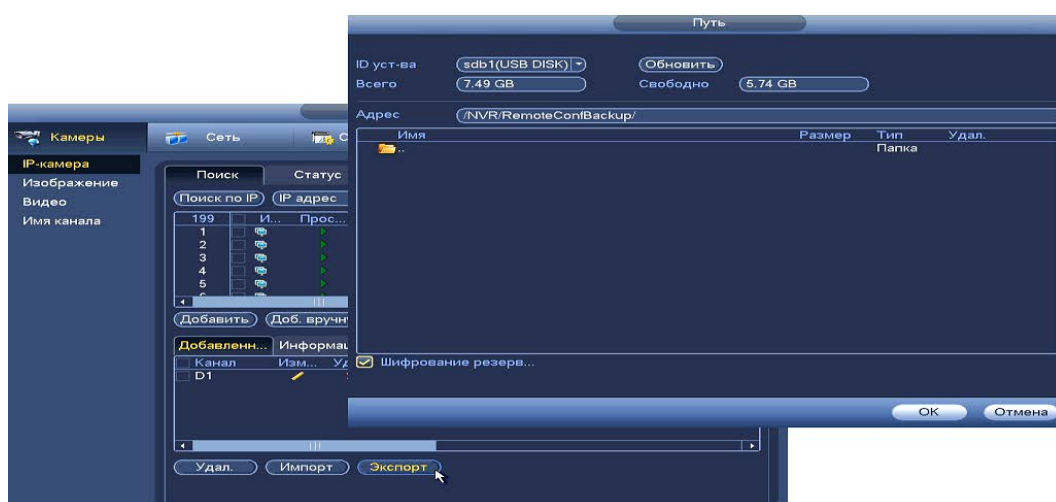 Путь
ID уст-ва sdb1(USB DISK) Обновить
Всего 7.49 GB Свободно 5.74 GB
Адрес /NVR/RemoteConfBackup/
Имя Размер Тип Удал.
.. Папка
Шифрование резерв...
OK Отмена
Камеры Сеть С
IP-камера
Изображение
Видео
Имя канала
Поиск Статус
Поиск по IP IP адрес
199 И... Прос...
1
2
3
4
5
Добавить Доб. вручн
Добавленн... Информац
Канал Изм... Уд
D1
Удал. Импорт Экспорт